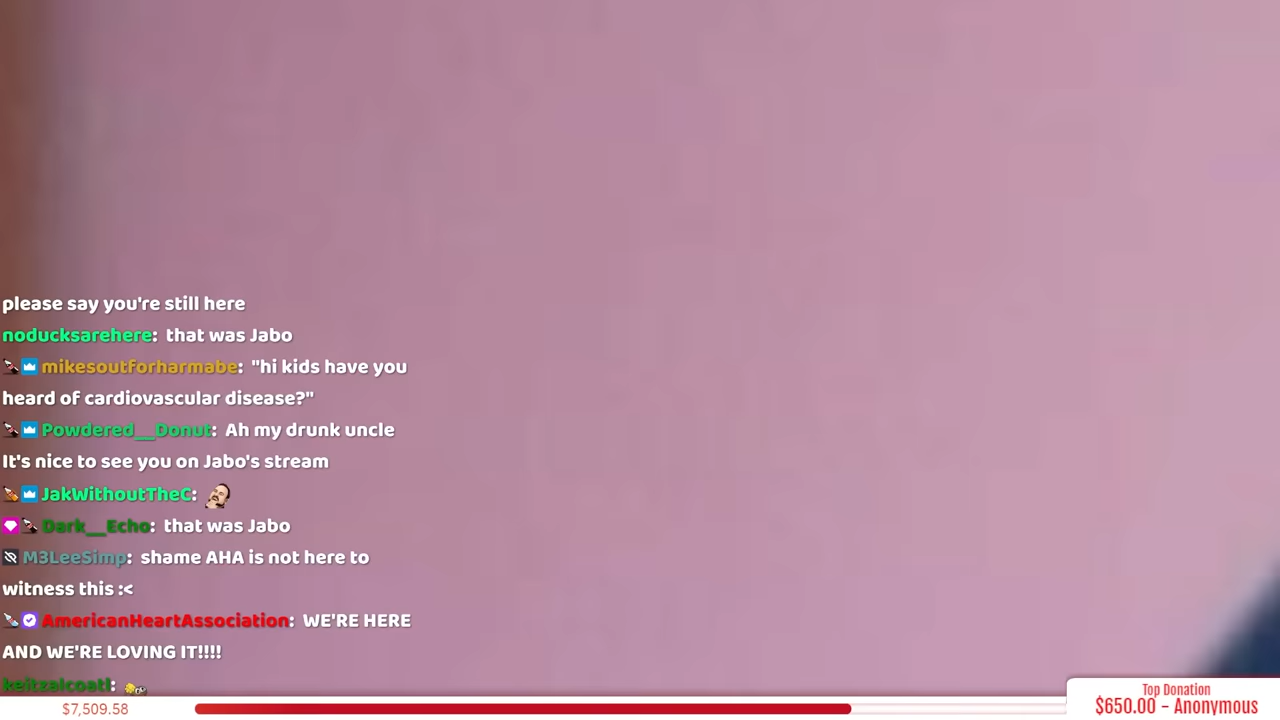 please say you're still here
noducksarehere: that was Jabo
mikesoutforharmabe: "hi kids have you
heard of cardiovascular disease?"
Powdered__Donut: Ah my drunk uncle
It's nice to see you on Jabo's stream
JakWithoutTheC:
Dark__Echo: that was Jabo
M3LeeSimp: shame AHA is not here to
witness this :<
AmericanHeartAssociation: WE'RE HERE
AND WE'RE LOVING IT!!!!
keitzalcoatl:
$7,509.58
Top Donation
$650.00 - Anonymous